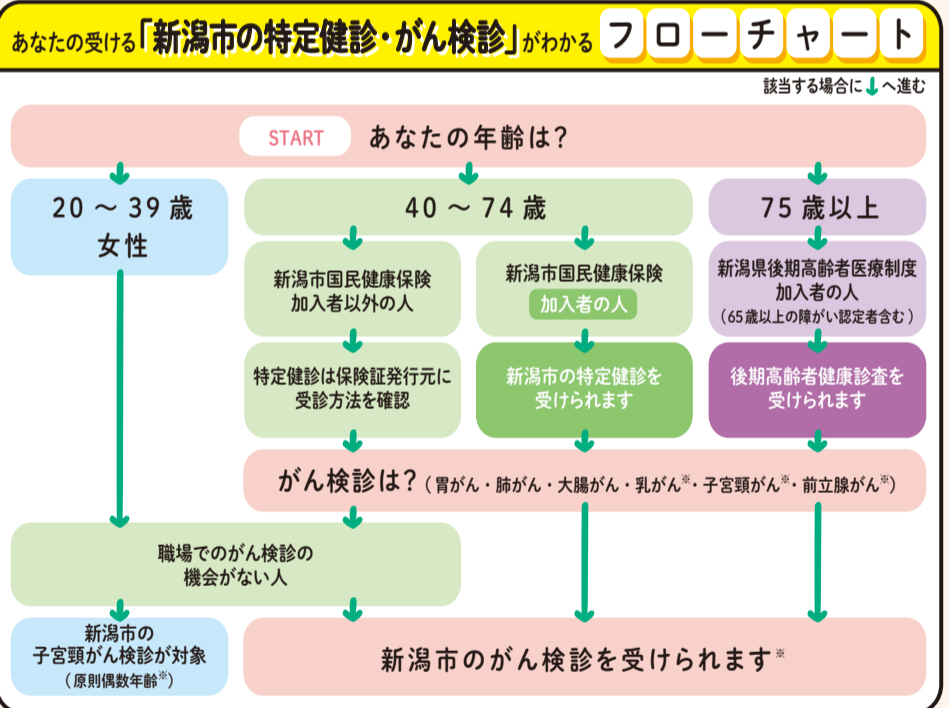 あなたの受ける「新潟市の特定健診・がん検診」がわかる フローチャート
該当する場合に↓へ進む
START あなたの年齢は?
20～39歳
女性
40～74歳
75歳以上
新潟市国民健康保険
加入者以外の人
新潟市国民健康保険
加入者の人
新潟県後期高齢者医療制度
加入者の人
(65歳以上の障がい認定者含む)
特定健診は保険証発行元に
受診方法を確認
新潟市の特定健診を
受けられます
後期高齢者健康診査を
受けられます
がん検診は?(胃がん・肺がん・大腸がん・乳がん※・子宮頸がん※・前立腺がん※)
職場でのがん検診の
機会がない人
新潟市の
子宮頸がん検診が対象
(原則偶数年齢※)
新潟市のがん検診を受けられます※